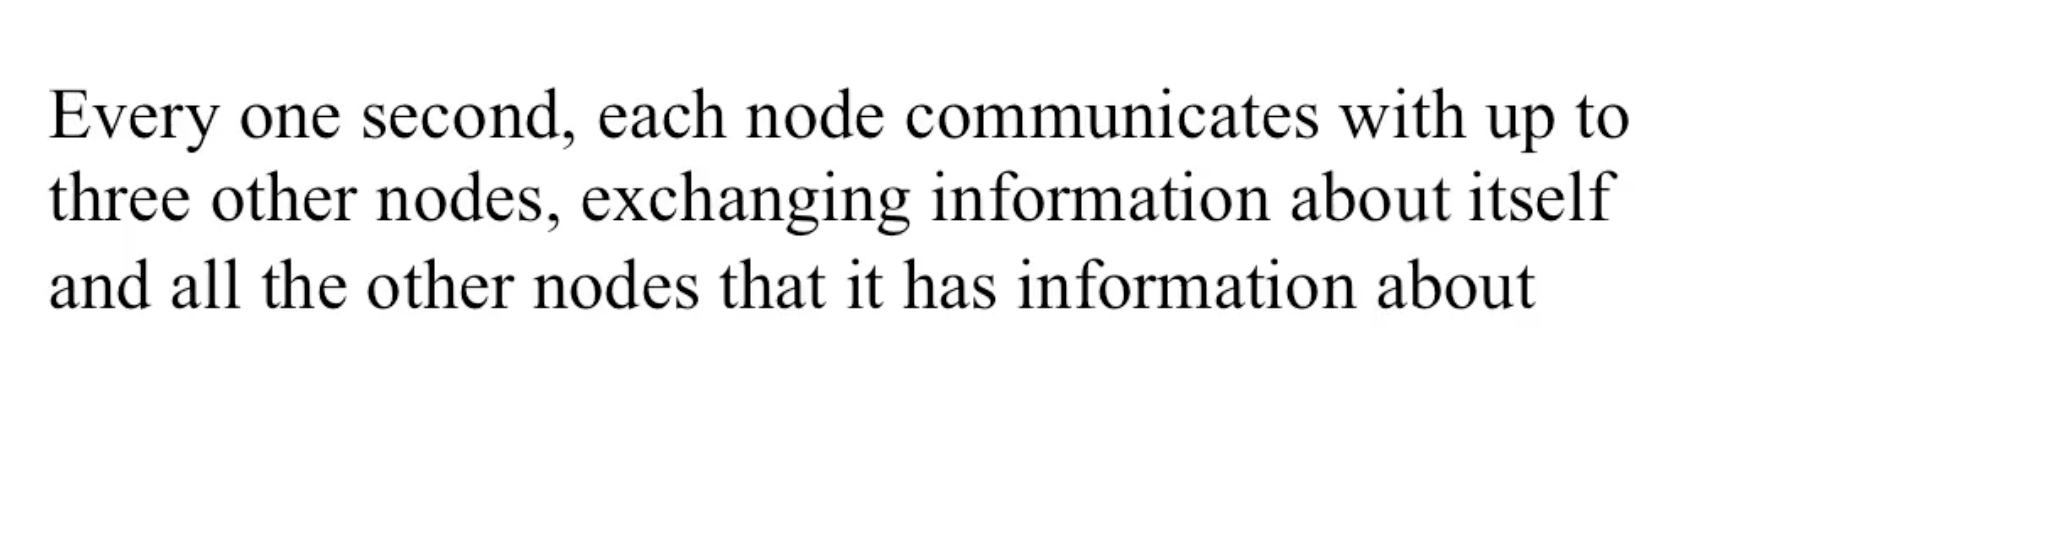 Every one second, each node communicates with up to
three other nodes, exchanging information about itself
and all the other nodes that it has information about